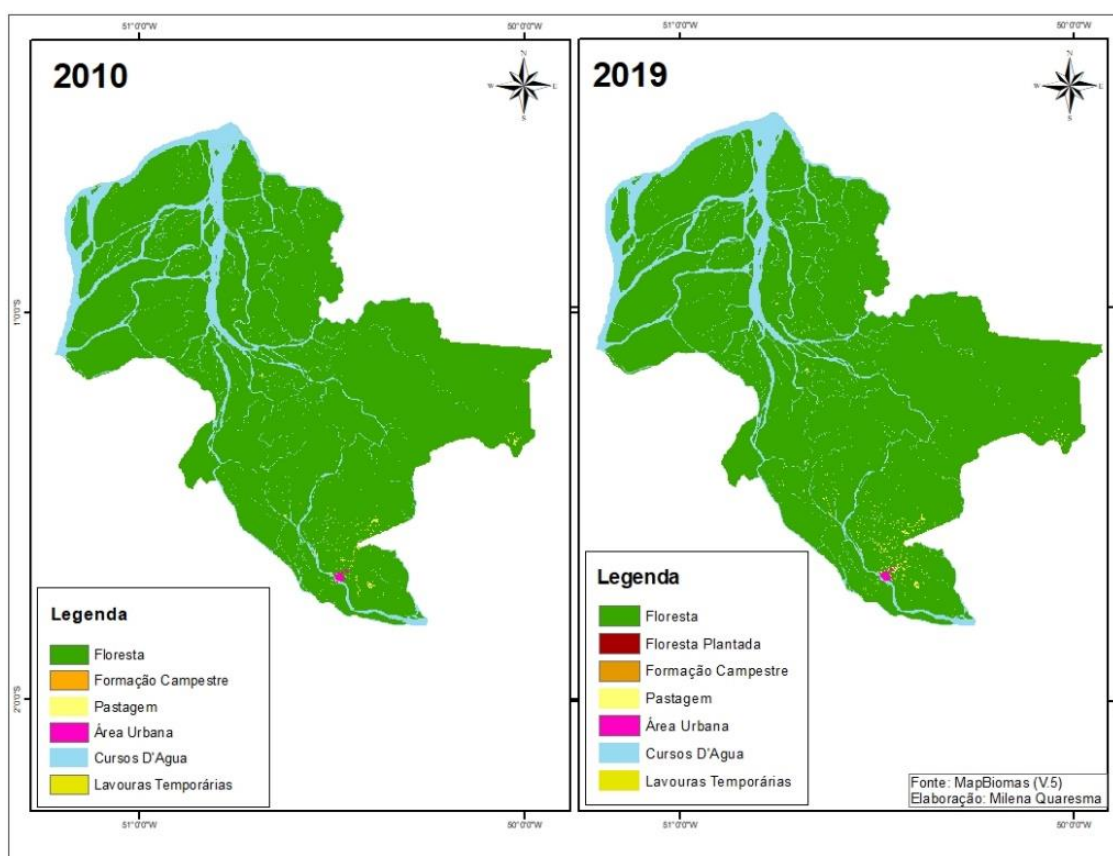 51°0'0"W
50°0'0"W
51°0'0"W
50°0'0"W
2010
N
W
E
S
2019
N
W
E
S
1°0'0"S
2°0'0"S
Legenda
Floresta
Formação Campestre
Pastagem
Área Urbana
Cursos D'Agua
Lavouras Temporárias
Legenda
Floresta
Floresta Plantada
Formação Campestre
Pastagem
Área Urbana
Cursos D'Agua
Lavouras Temporárias
Fonte: MapBiomas (V.5)
Elaboração: Milena Quaresma
51°0'0"W
50°0'0"W
51°0'0"W
50°0'0"W